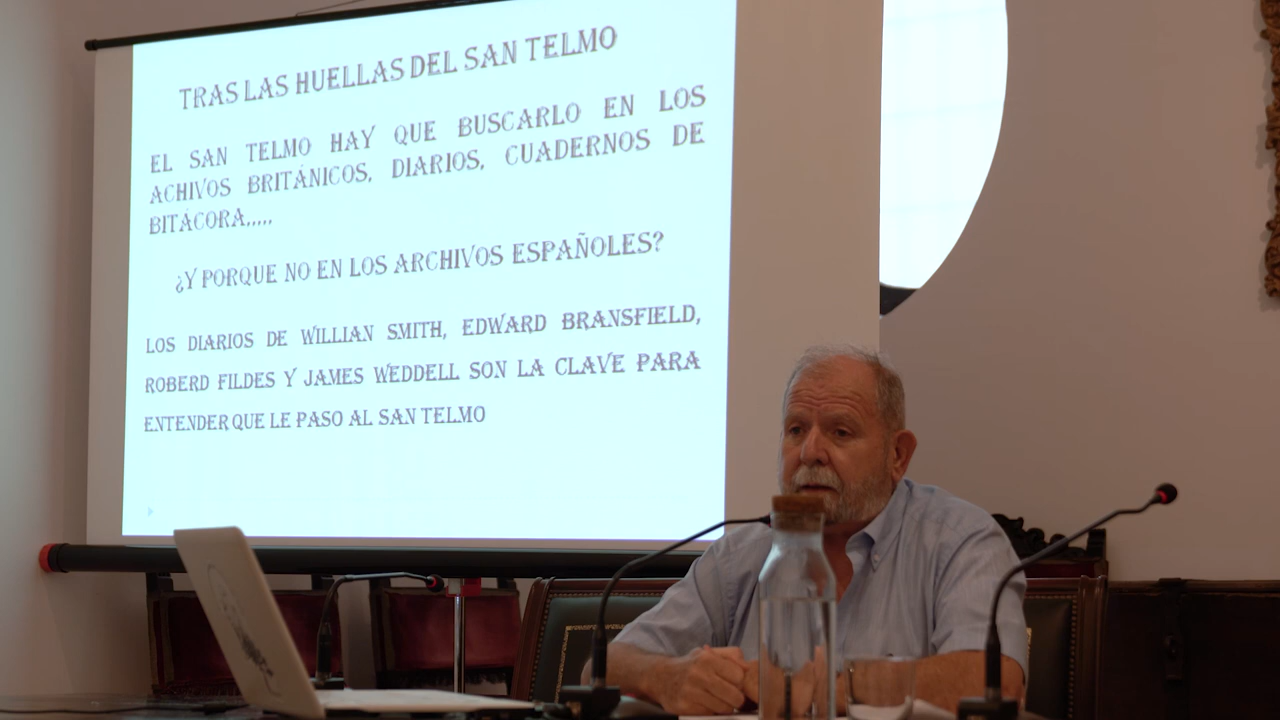 TRAS LAS HUELLAS DEL SAN TELMO
EL SAN TELMO HAY QUE BUSCARLO EN LOS
ACHIVOS BRITÁNICOS, DIARIOS, CUADERNOS DE
BITÁCORA,....
¿Y PORQUE NO EN LOS ARCHIVOS ESPAÑOLES?
LOS DIARIOS DE WILLIAN SMITH, EDWARD BRANSFIELD,
ROBERD FILDES Y JAMES WEDDELL SON LA CLAVE PARA
ENTENDER QUE LE PASO AL SAN TELMO